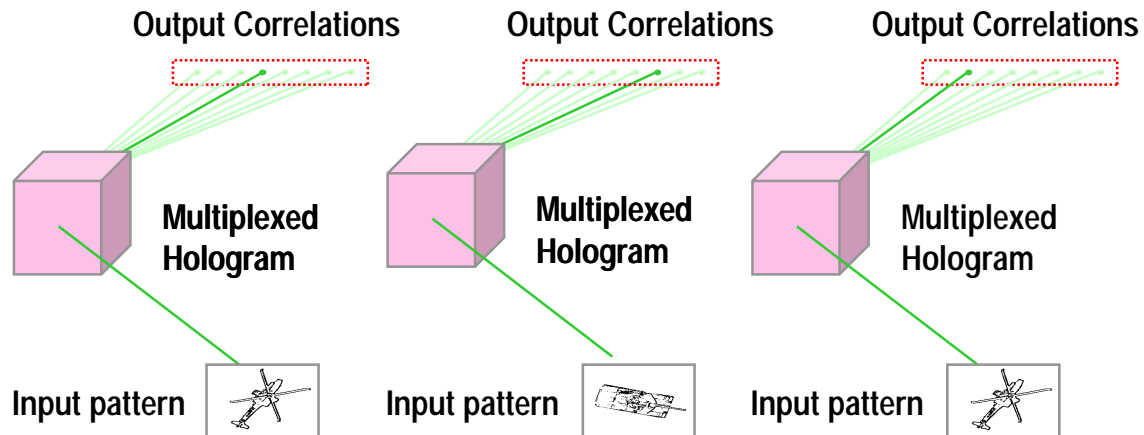 Output Correlations
Output Correlations
Output Correlations
Multiplexed
Hologram
Multiplexed
Hologram
Multiplexed
Hologram
Input pattern
Input pattern
Input pattern